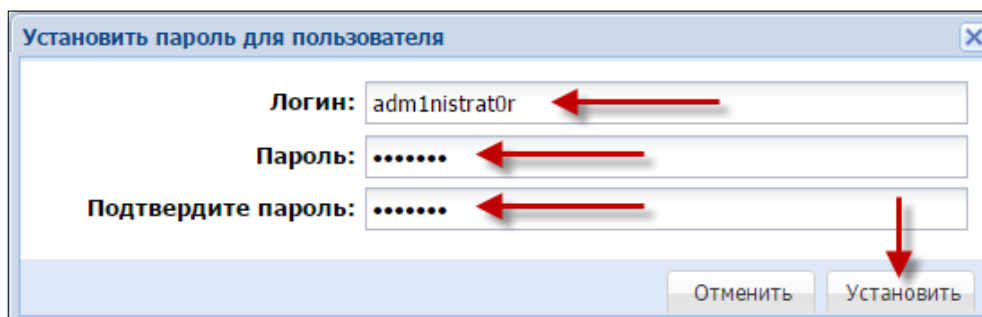 Установить пароль для пользователя
Логин: adm1nistrat0r
Пароль: •••••••
Подтвердите пароль: •••••••
Отменить Установить